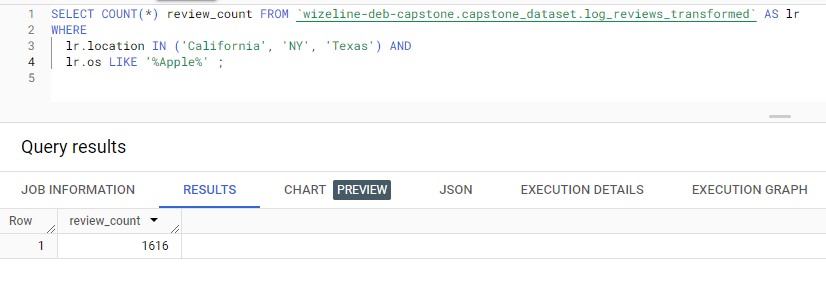 1 SELECT COUNT(*) review_count FROM `wizeline-deb-capstone.capstone_dataset.log_reviews_transformed` AS lr
2 WHERE
3 lr.location IN ('California', 'NY', 'Texas') AND
4 lr.os LIKE '%Apple%' ;
5
Query results
JOB INFORMATION RESULTS CHART PREVIEW JSON EXECUTION DETAILS EXECUTION GRAPH
Row review_count
1 1616